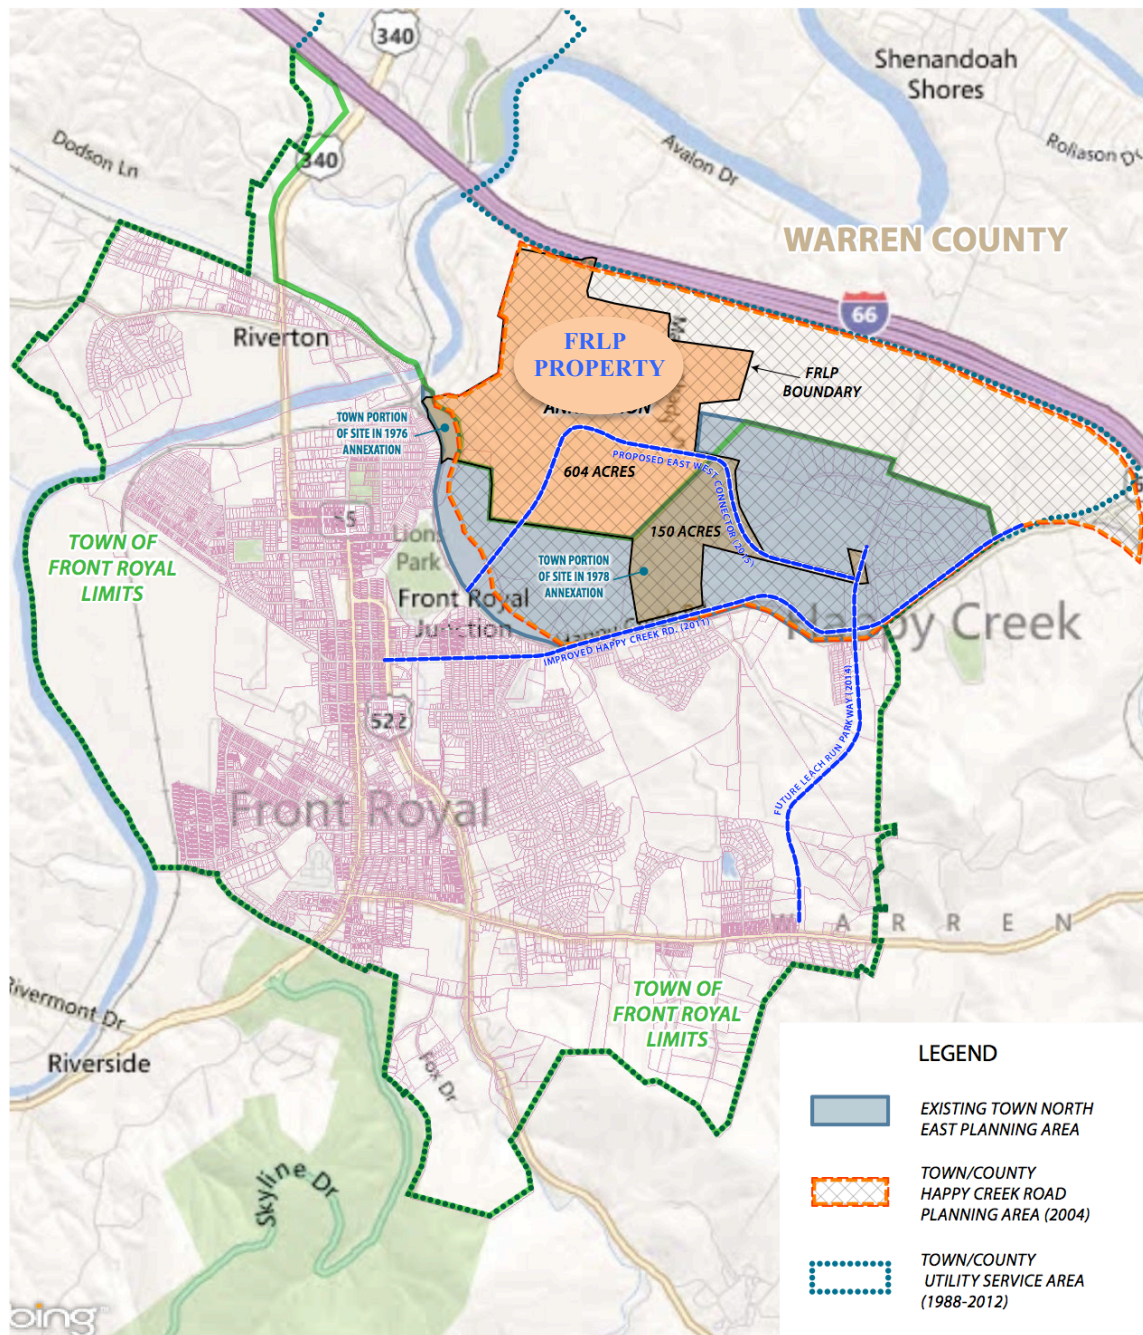 340
Shenandoah
Shores
Dodson Ln
340
Avalon Dr
Rollason Dr
WARREN COUNTY
66
Riverton
FRLP
PROPERTY
FRLP
BOUNDARY
TOWN PORTION
OF SITE IN 1976
ANNEXATION
PROPOSED EAST WEST CONNECTOR (2015)
604 ACRES
55
150 ACRES
Lions
Park
TOWN OF
FRONT ROYAL
LIMITS
TOWN PORTION
OF SITE IN 1978
ANNEXATION
Front Royal
Junction
Happy Creek
IMPROVED HAPPY CREEK RD. (2011)
522
FUTURE LEACH RUN PARKWAY (2014)
Front Royal
WARREN
TOWN OF
FRONT ROYAL
LIMITS
Rivermont Dr
Riverside
Fox Dr
Skyline Dr
LEGEND
EXISTING TOWN NORTH
EAST PLANNING AREA
TOWN/COUNTY
HAPPY CREEK ROAD
PLANNING AREA (2004)
TOWN/COUNTY
UTILITY SERVICE AREA
(1988-2012)
bing™